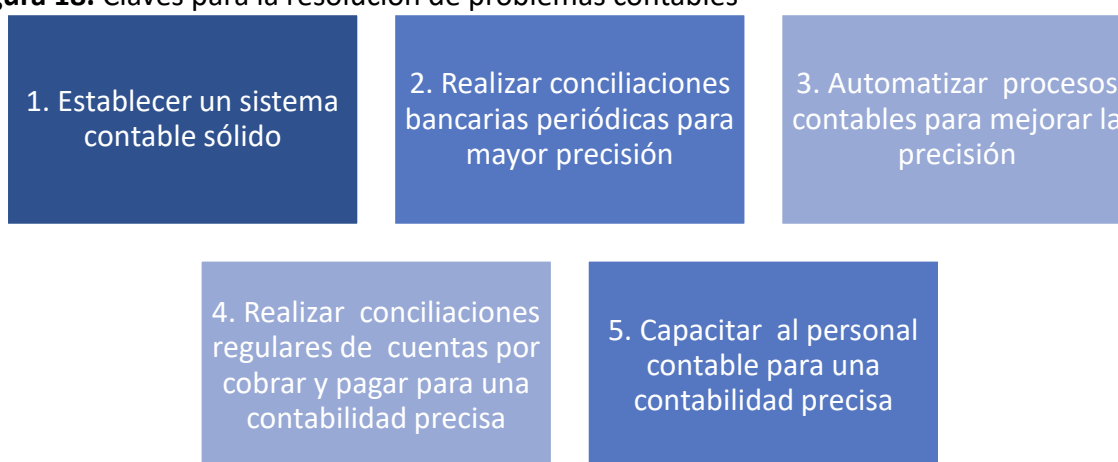 gura 18. Claves para la resolución de problemas contables
1. Establecer un sistema
contable sólido
2. Realizar conciliaciones
bancarias periódicas para
mayor precisión
3. Automatizar procesos
contables para mejorar la
precisión
4. Realizar conciliaciones
regulares de cuentas por
cobrar y pagar para una
contabilidad precisa
5. Capacitar al personal
contable para una
contabilidad precisa